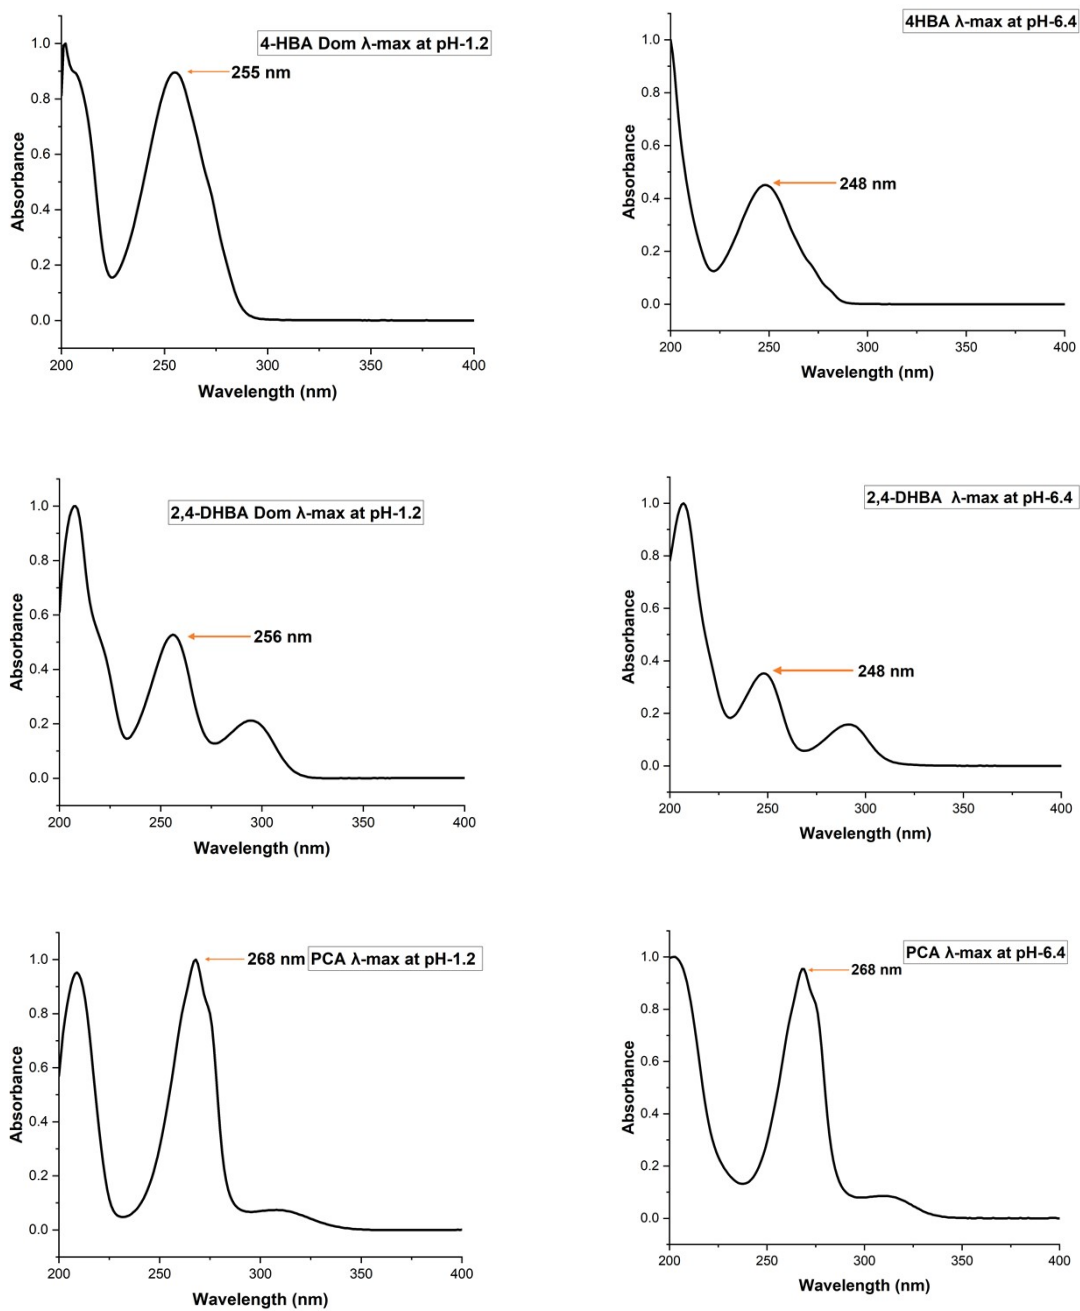 4-HBA Dom λ-max at pH-1.2
255 nm
1.0
0.8
0.6
0.4
0.2
0.0
Absorbance
200
250
300
350
400
Wavelength (nm)
4HBA λ-max at pH-6.4
248 nm
1.0
0.8
0.6
0.4
0.2
0.0
Absorbance
200
250
300
350
400
Wavelength (nm)
2,4-DHBA Dom λ-max at pH-1.2
256 nm
1.0
0.8
0.6
0.4
0.2
0.0
Absorbance
200
250
300
350
400
Wavelength (nm)
2,4-DHBA λ-max at pH-6.4
248 nm
1.0
0.8
0.6
0.4
0.2
0.0
Absorbance
200
250
300
350
400
Wavelength (nm)
268 nm PCA λ-max at pH-1.2
1.0
0.8
0.6
0.4
0.2
0.0
Absorbance
200
250
300
350
400
Wavelength (nm)
PCA λ-max at pH-6.4
268 nm
1.0
0.8
0.6
0.4
0.2
0.0
Absorbance
200
250
300
350
400
Wavelength (nm)